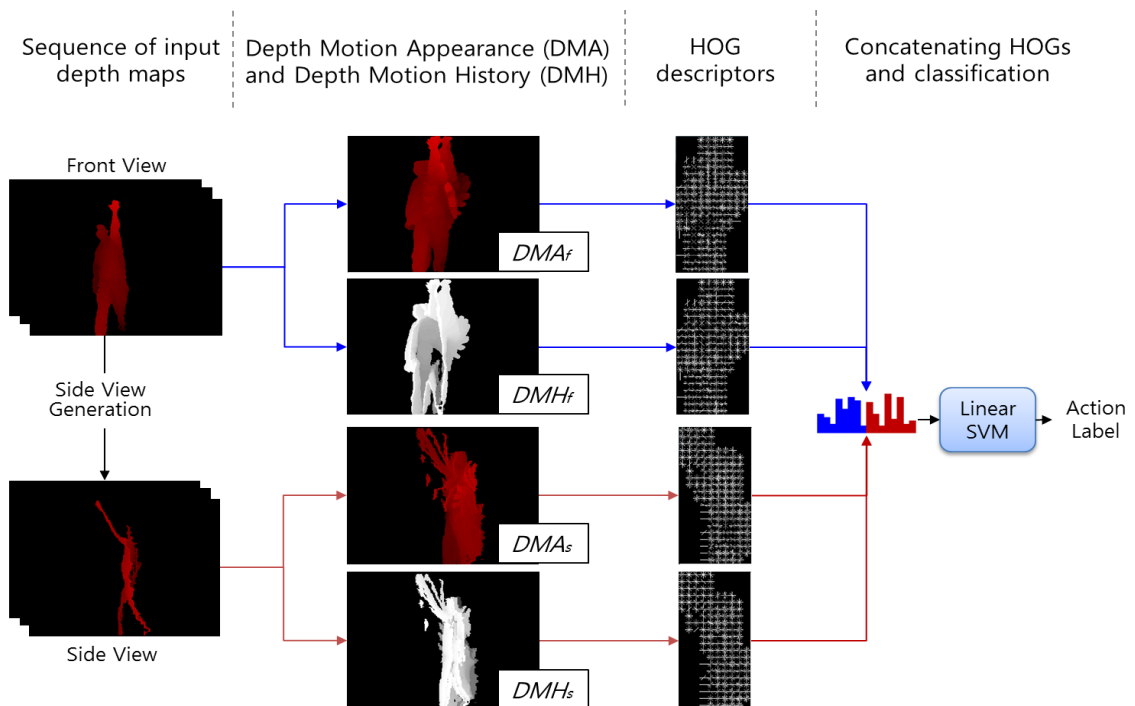 Sequence of input
depth maps
Depth Motion Appearance (DMA)
and Depth Motion History (DMH)
HOG
descriptors
Concatenating HOGs
and classification
Front View
DMAf
DMHf
Side View
Generation
Linear
SVM
Action
Label
DMAs
DMHs
Side View